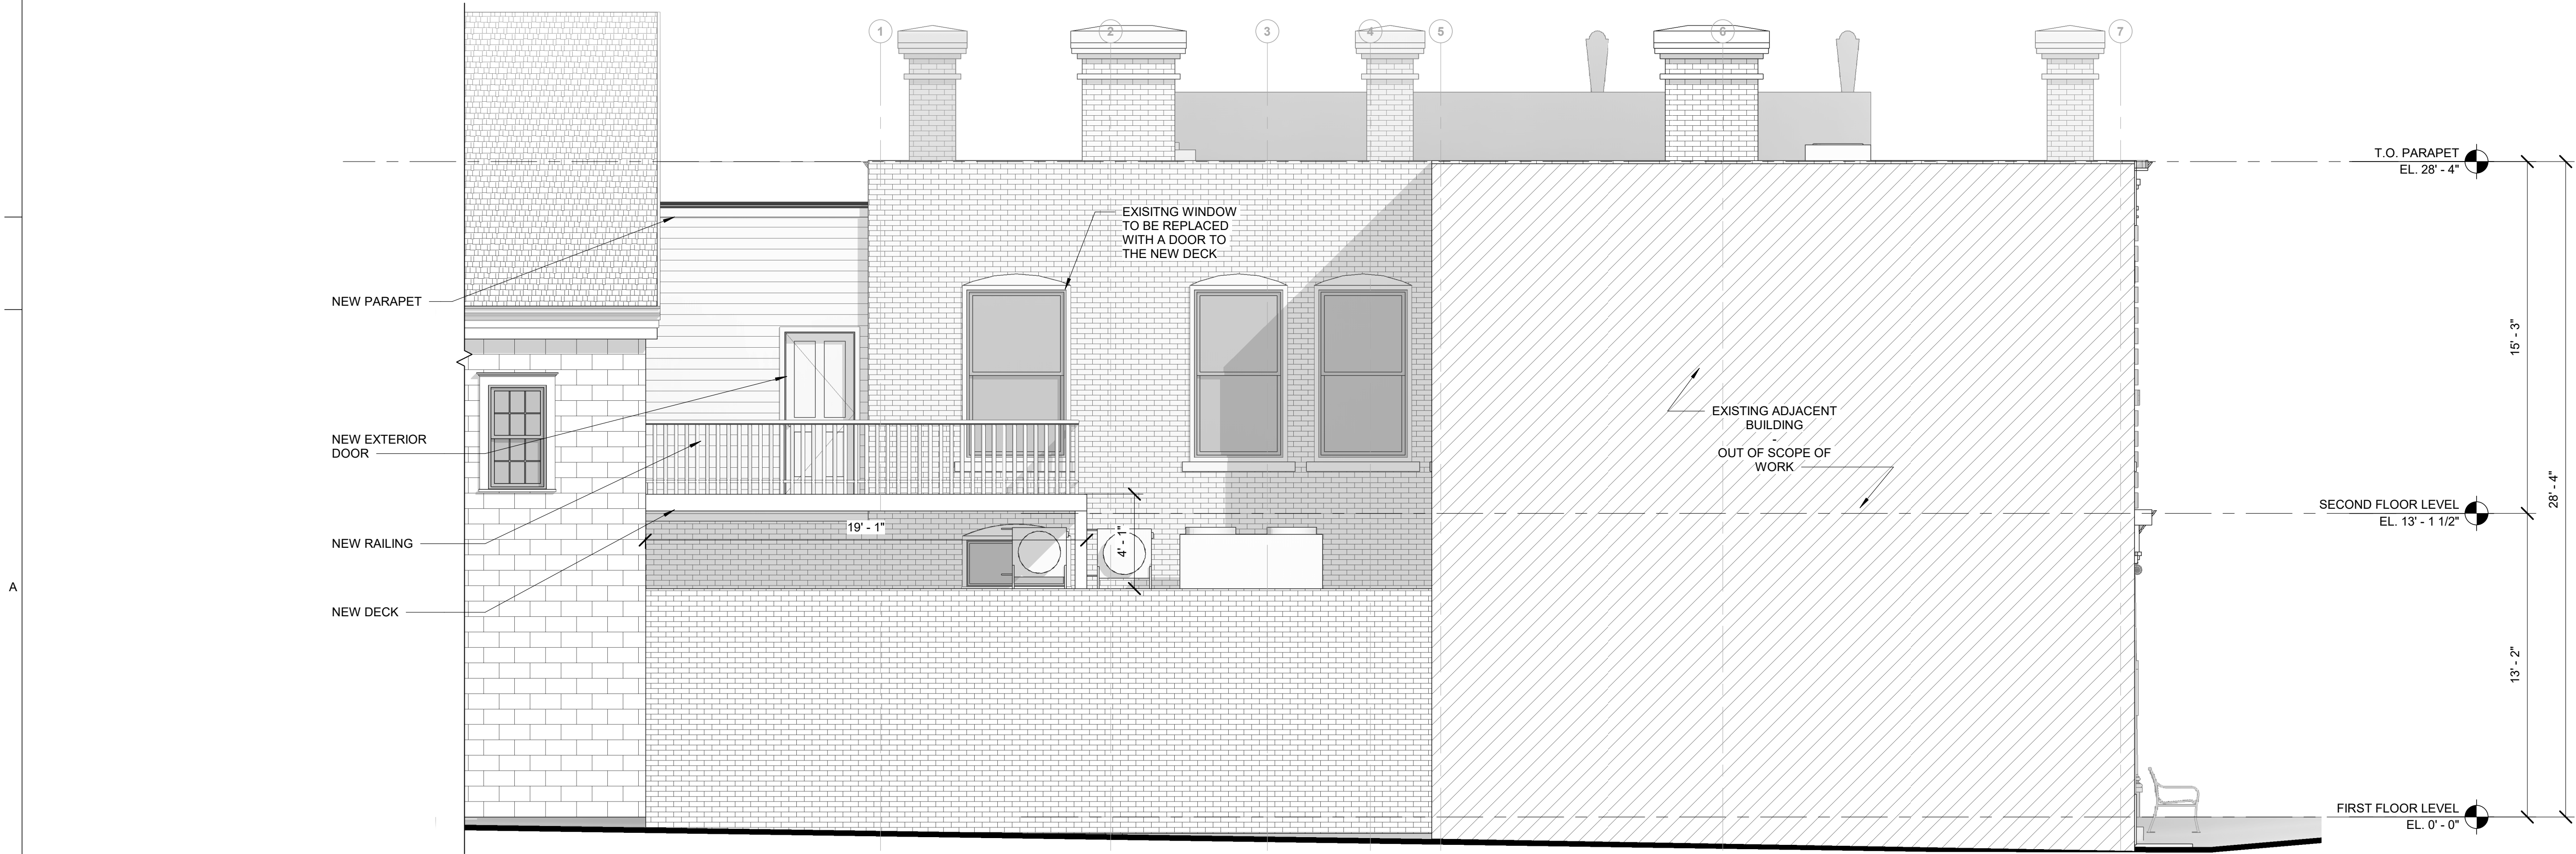 1
2
3
4
5
6
7
T.O. PARAPET
EL. 28' - 4"
EXISITNG WINDOW
TO BE REPLACED
WITH A DOOR TO
THE NEW DECK
NEW PARAPET
15' - 3"
EXISTING ADJACENT
BUILDING
-
OUT OF SCOPE OF
WORK
NEW EXTERIOR
DOOR
28' - 4"
SECOND FLOOR LEVEL
EL. 13' - 1 1/2"
19' - 1"
4' - 1"
NEW RAILING
A
NEW DECK
13' - 2"
FIRST FLOOR LEVEL
EL. 0' - 0"